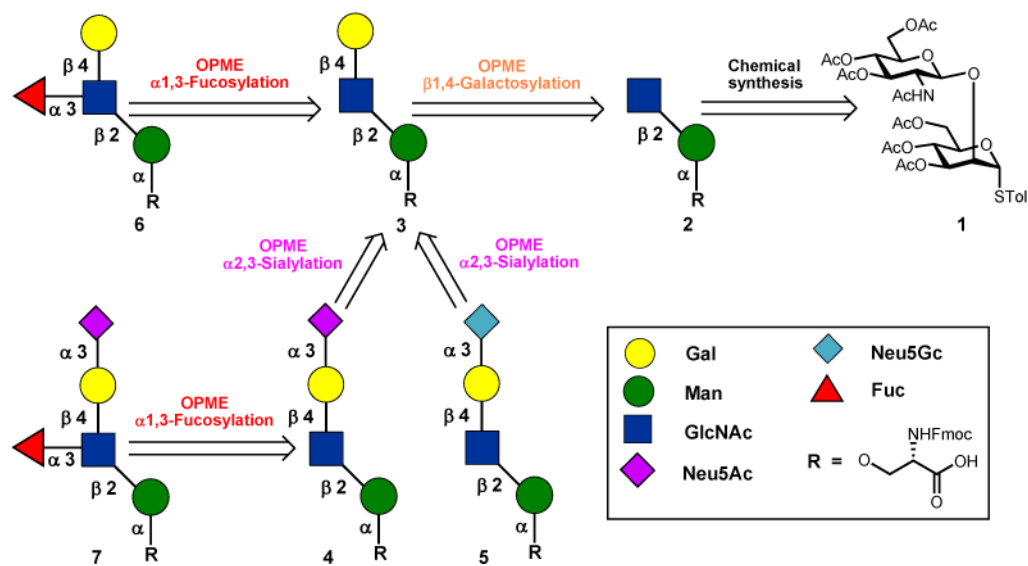 Gal
β 4
α 3
β 2
α
R
6
OPME
α1,3-Fucosylation
β 4
β 2
α
R
3
OPME
β1,4-Galactosylation
β 2
α
R
2
Chemical
synthesis
OAc
AcO
AcO
AcHN
O
O
AcO
AcO
AcO
O
STol
1
OPME
α2,3-Sialylation
OPME
α2,3-Sialylation
α 3
β 4
α 3
β 2
α
R
7
OPME
α1,3-Fucosylation
α 3
β 4
β 2
α
R
4
α 3
β 4
β 2
α
R
5
Gal
Man
GlcNAc
Neu5Ac
Neu5Gc
Fuc
R =
NHFmoc
O
OH
O